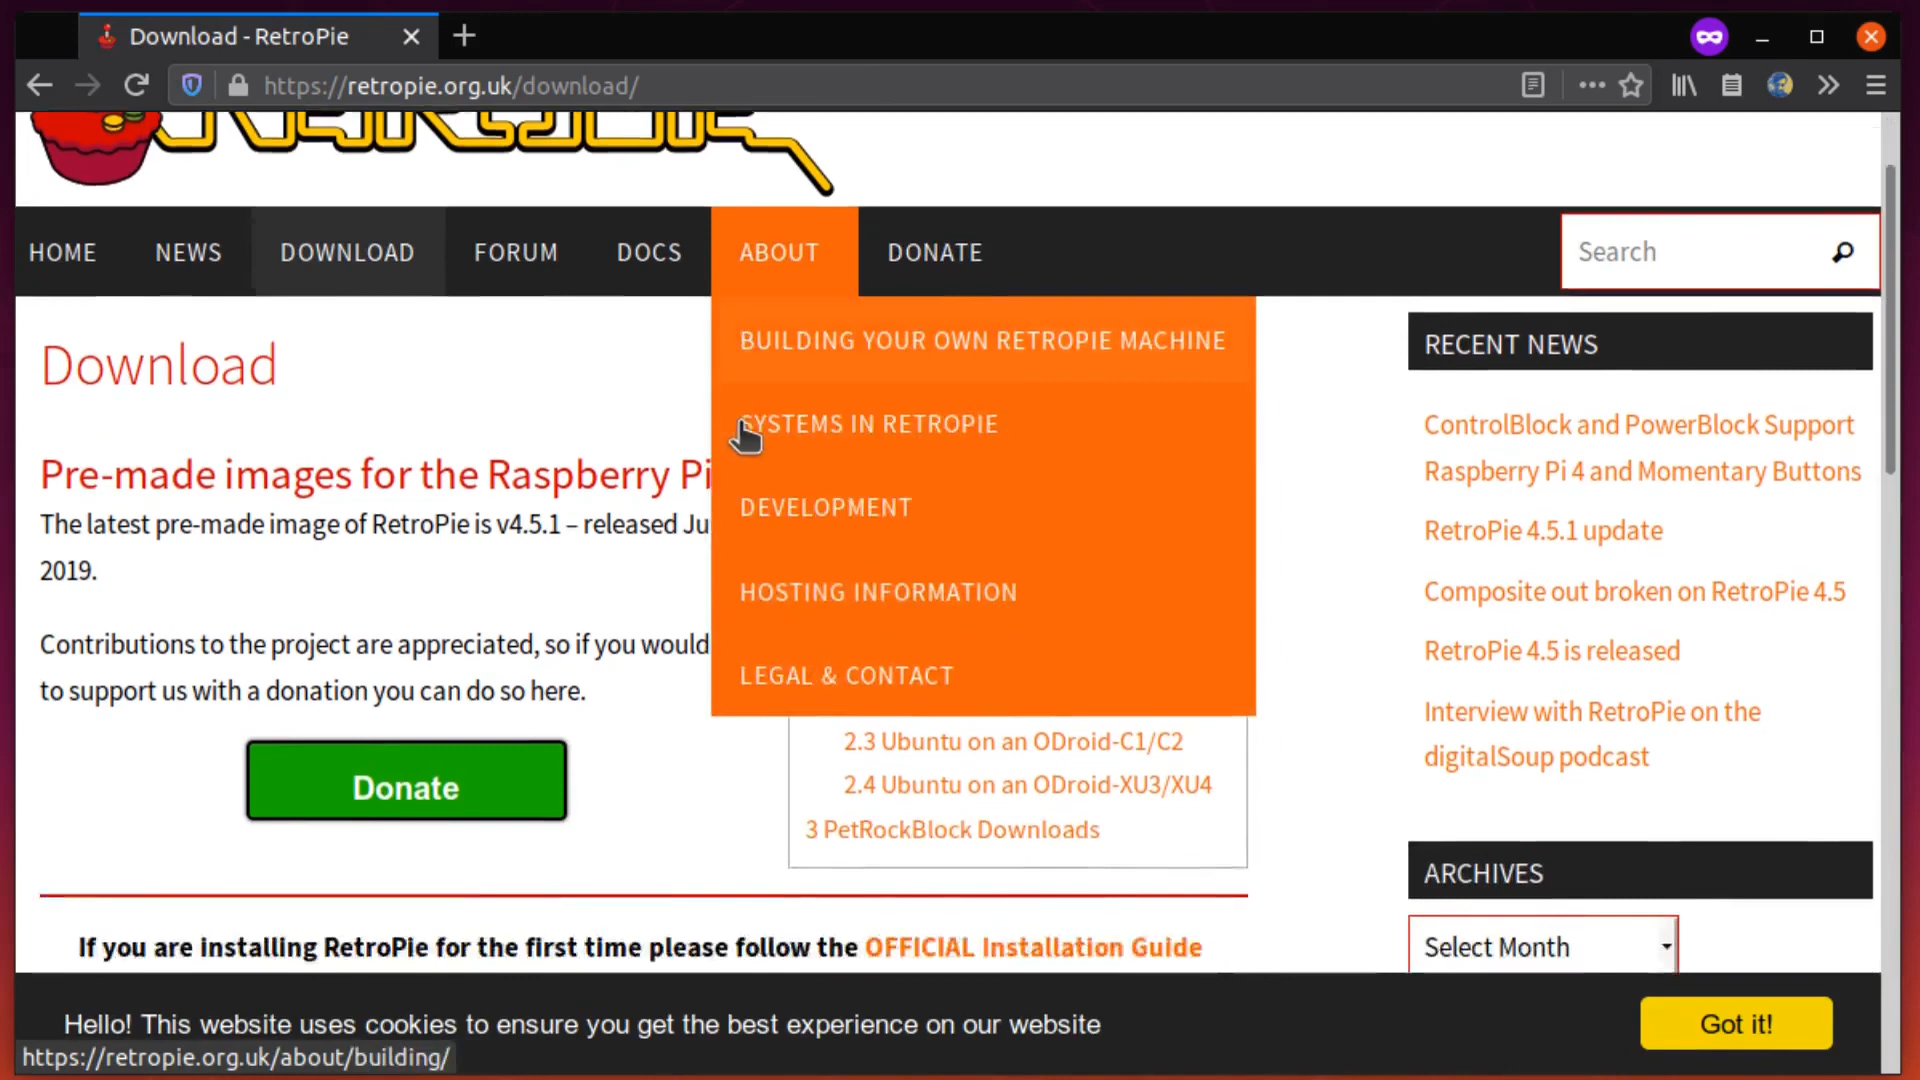 Download - RetroPie
https://retropie.org.uk/download/
HOME NEWS DOWNLOAD FORUM DOCS ABOUT DONATE
Search
BUILDING YOUR OWN RETROPIE MACHINE
SYSTEMS IN RETROPIE
DEVELOPMENT
HOSTING INFORMATION
LEGAL & CONTACT
Download
Pre-made images for the Raspberry Pi
The latest pre-made image of RetroPie is v4.5.1 – released Ju
2019.
Contributions to the project are appreciated, so if you would
to support us with a donation you can do so here.
Donate
2.3 Ubuntu on an ODroid-C1/C2
2.4 Ubuntu on an ODroid-XU3/XU4
3 PetRockBlock Downloads
If you are installing RetroPie for the first time please follow the OFFICIAL Installation Guide
RECENT NEWS
ControlBlock and PowerBlock Support
Raspberry Pi 4 and Momentary Buttons
RetroPie 4.5.1 update
Composite out broken on RetroPie 4.5
RetroPie 4.5 is released
Interview with RetroPie on the
digitalSoup podcast
ARCHIVES
Select Month
Hello! This website uses cookies to ensure you get the best experience on our website
Got it!
https://retropie.org.uk/about/building/